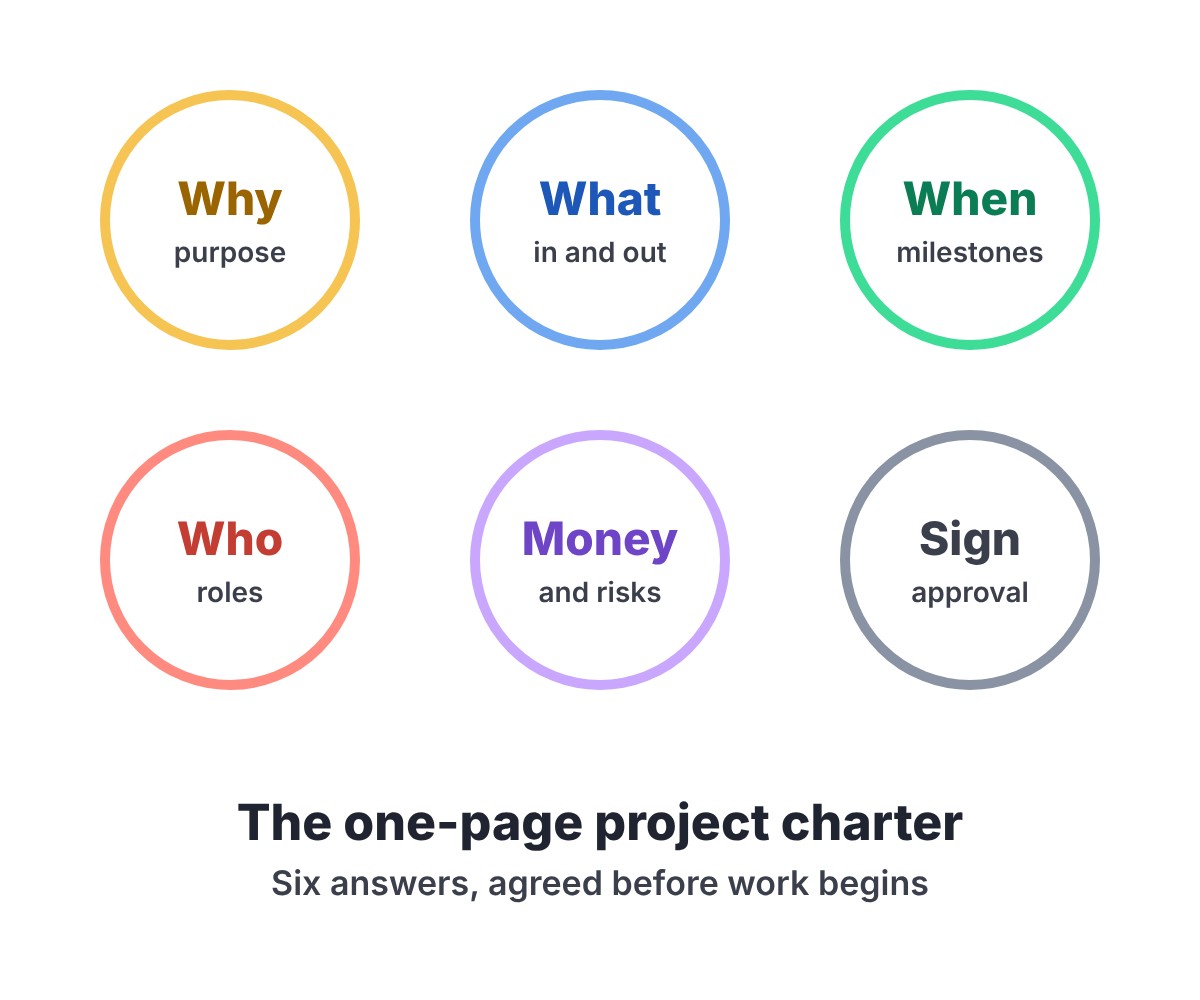 Why
purpose
What
in and out
When
milestones
Who
roles
Money
and risks
Sign
approval
The one-page project charter
Six answers, agreed before work begins